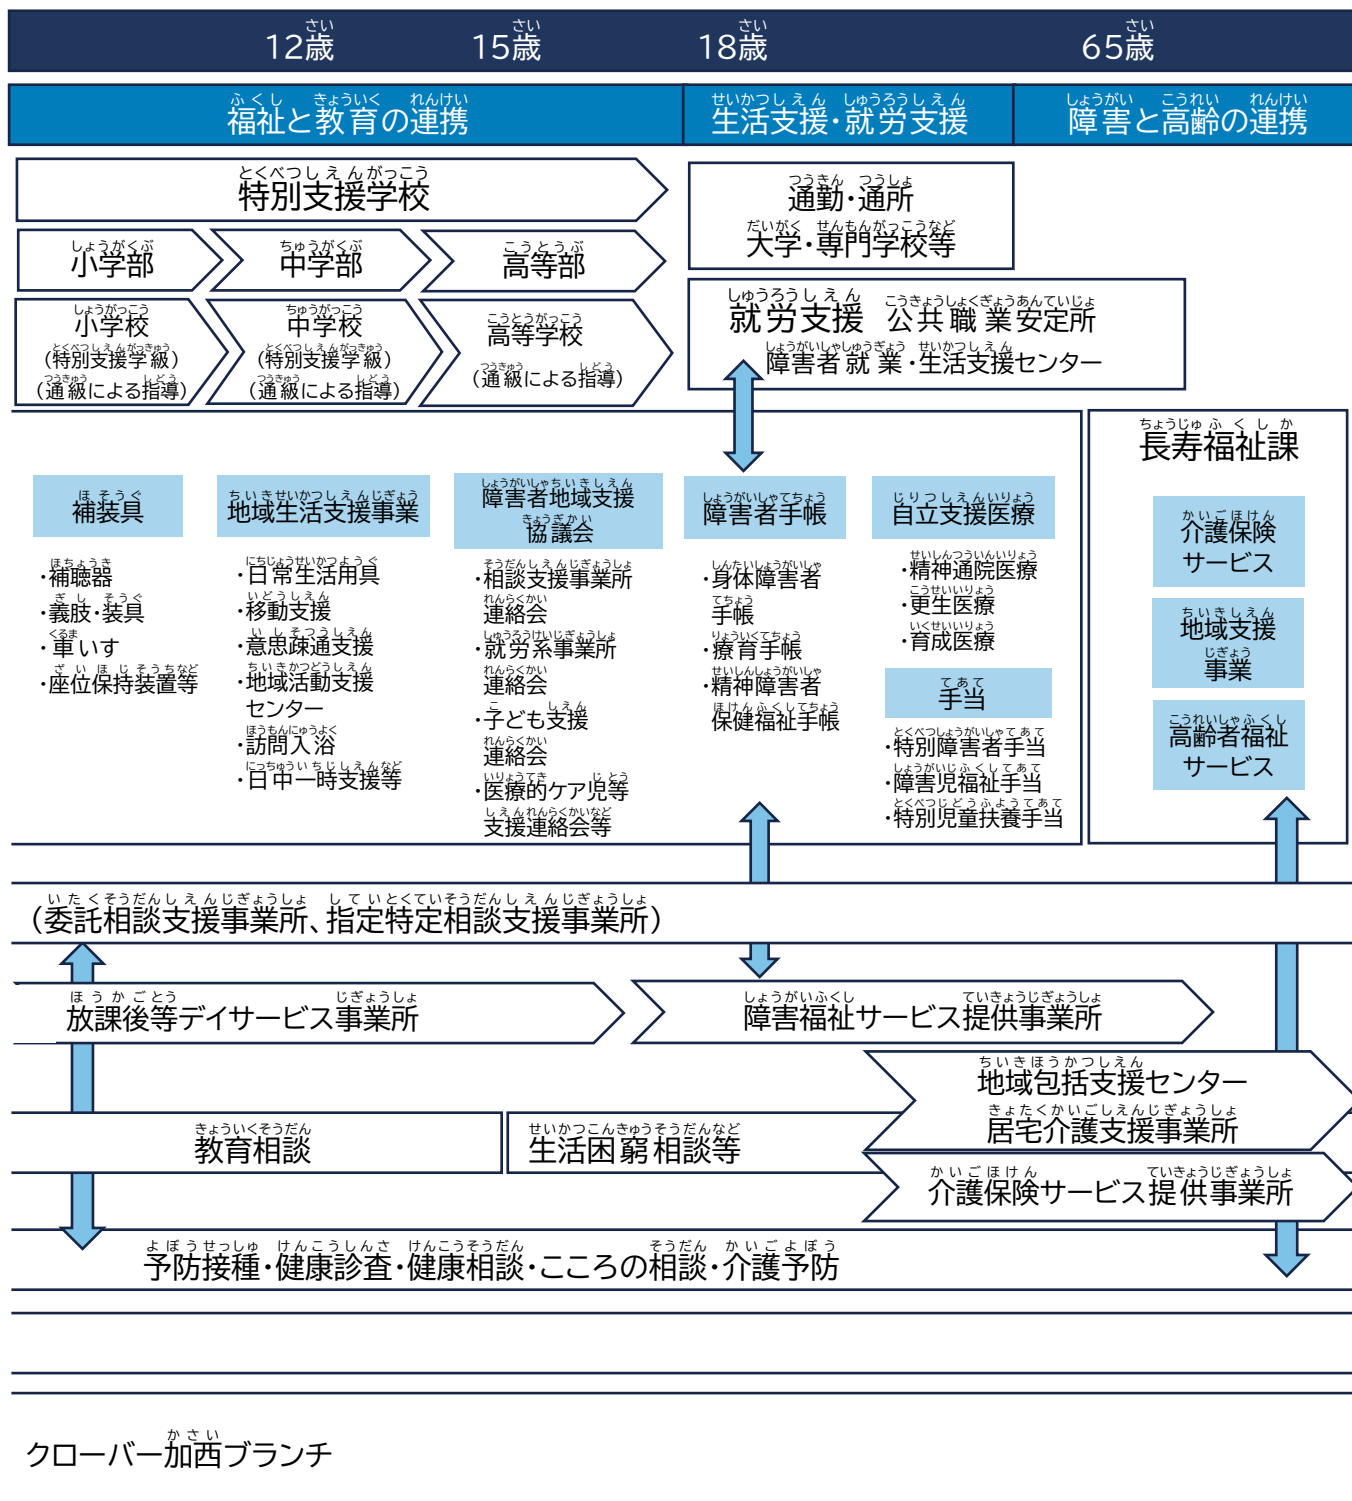 12歳 15歳 18歳 65歳
福祉と教育の連携 生活支援・就労支援 障害と高齢の連携
特別支援学校
小学部 中学部 高等部
小学校
(特別支援学級)
(通級による指導)
中学校
(特別支援学級)
(通級による指導)
高等学校
(通級による指導)
通勤・通所
大学・専門学校等
就労支援 公共職業安定所
障害者就業・生活支援センター
補装具
・補聴器
・義肢・装具
・車いす
・座位保持装置等
地域生活支援事業
・日常生活用具
・移動支援
・意思疎通支援
・地域活動支援
センター
・訪問入浴
・日中一時支援等
障害者地域支援
協議会
・相談支援事業所
連絡会
・就労系事業所
連絡会
・子ども支援
連絡会
・医療的ケア児等
支援連絡会等
障害者手帳
・身体障害者
手帳
・療育手帳
・精神障害者
保健福祉手帳
自立支援医療
・精神通院医療
・更生医療
・育成医療
手当
・特別障害者手当
・障害児福祉手当
・特別児童扶養手当
長寿福祉課
介護保険
サービス
地域支援
事業
高齢者福祉
サービス
(委託相談支援事業所、指定特定相談支援事業所)
放課後等デイサービス事業所 障害福祉サービス提供事業所
地域包括支援センター
居宅介護支援事業所
教育相談 生活困窮相談等
介護保険サービス提供事業所
予防接種・健康診査・健康相談・こころの相談・介護予防
クローバー加西ブランチ